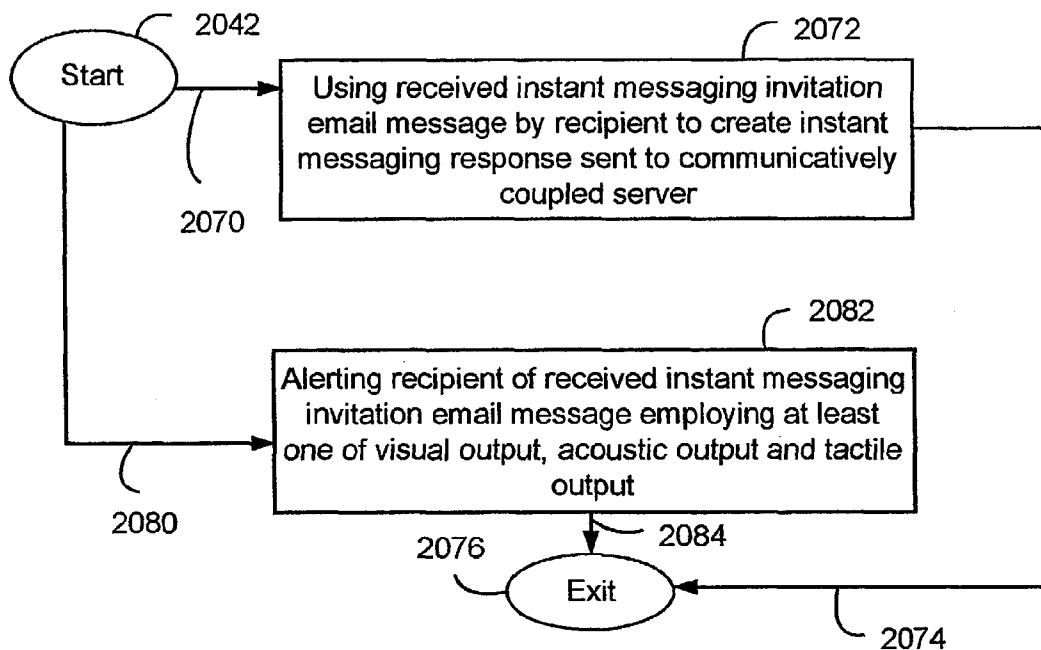 2042
Start
2070
2072
Using received instant messaging invitation
email message by recipient to create instant
messaging response sent to communicatively
coupled server
2082
Alerting recipient of received instant messaging
invitation email message employing at least
one of visual output, acoustic output and tactile
output
2080
2084
2076
Exit
2074